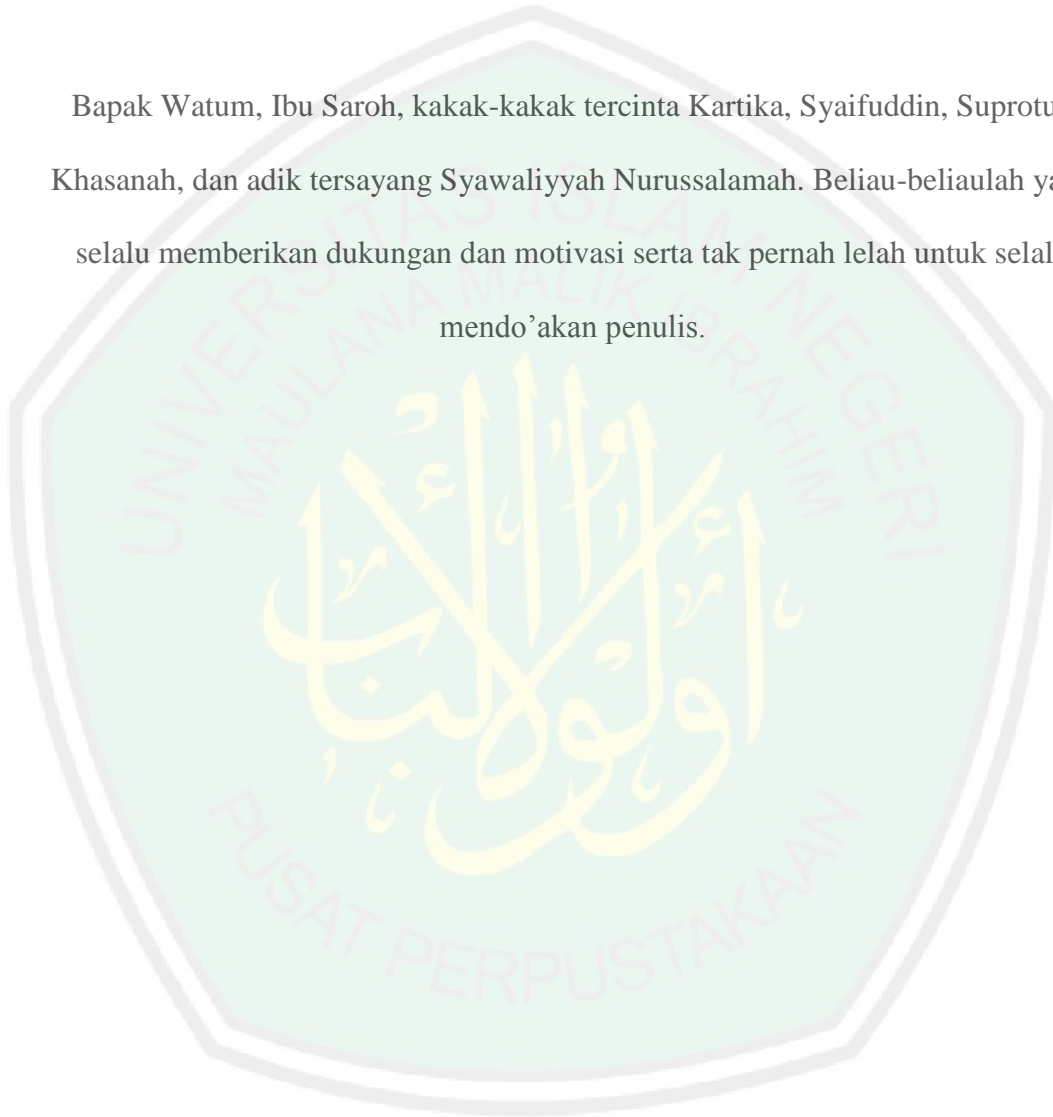 Bapak Watum, Ibu Saroh, kakak-kakak tercinta Kartika, Syaifuddin, Suprotu
Khasanah, dan adik tersayang Syawaliyyah Nurussalamah. Beliau-beliaulah ya
selalu memberikan dukungan dan motivasi serta tak pernah lelah untuk selal
mendo’akan penulis.
UNIVERSITAS ISLAM NEGERI
MAULANA MALIK IBRAHIM
أولو الألباب
PUSAT PERPUSTAKAAN